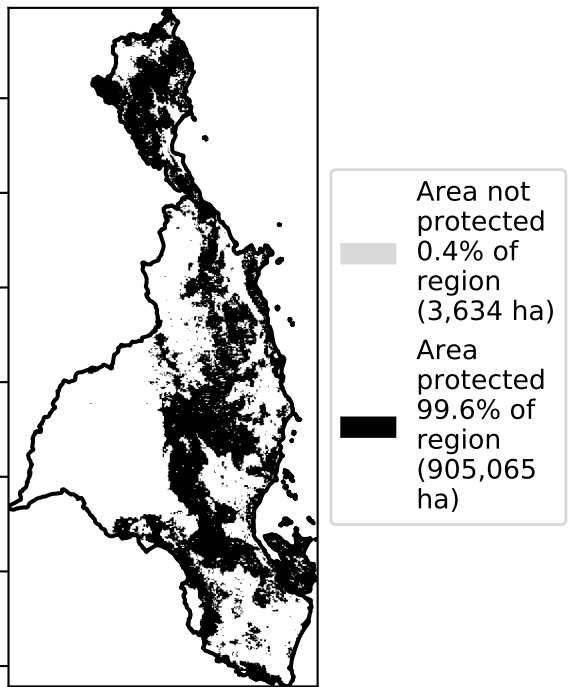 Area not
protected
0.4% of
region
(3,634 ha)
Area
protected
99.6% of
region
(905,065
ha)